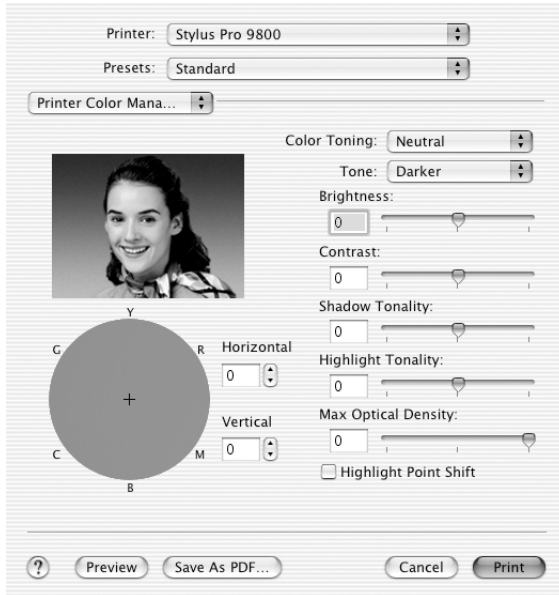 Printer: Stylus Pro 9800
Presets: Standard
Printer Color Mana...
Color Toning: Neutral
Tone: Darker
Brightness:
0
Contrast:
0
Shadow Tonality:
0
Highlight Tonality:
0
Max Optical Density:
0
Highlight Point Shift
Y
G R
C M
B
Horizontal
0
Vertical
0
? Preview Save As PDF... Cancel Print